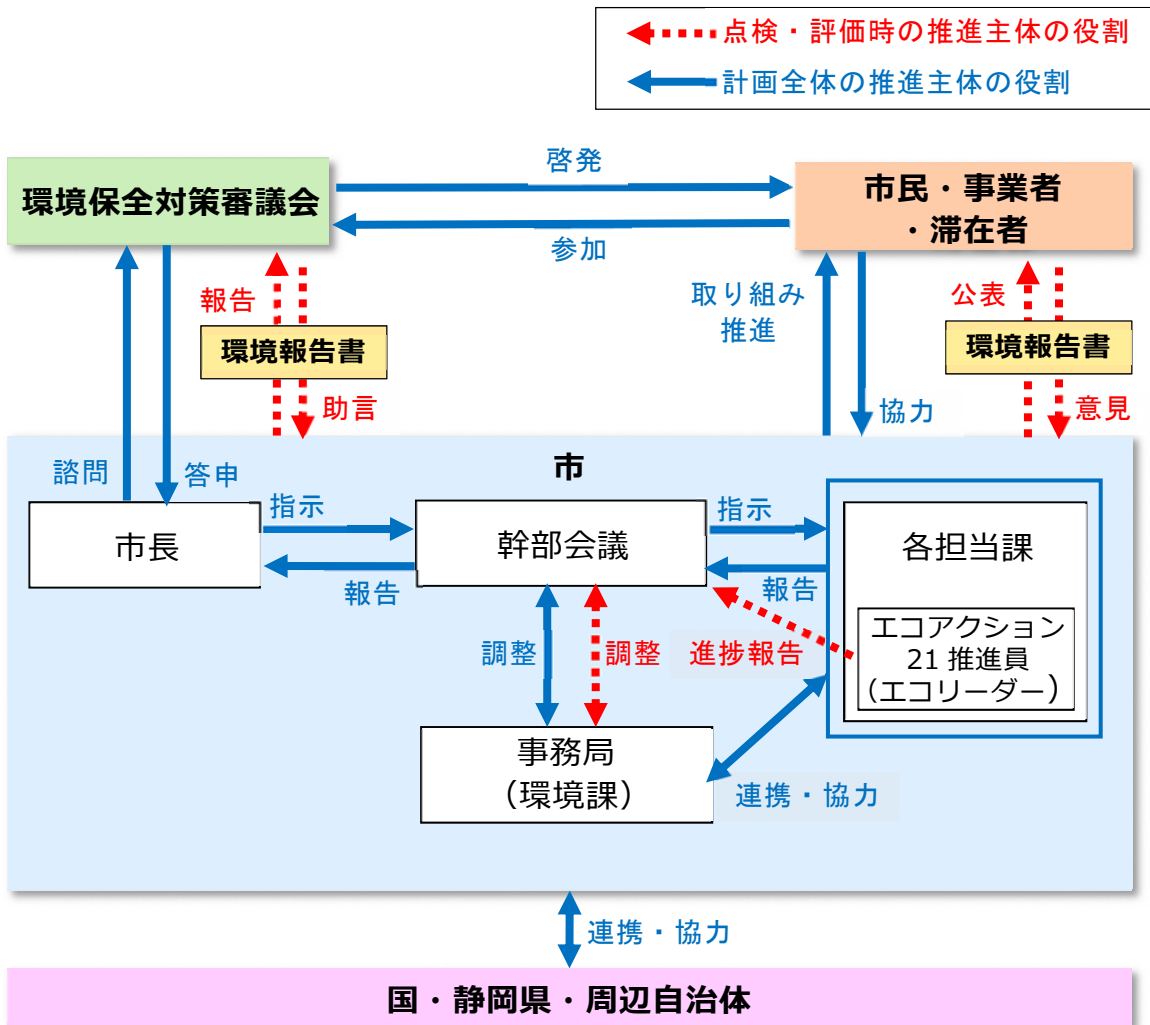 点検・評価時の推進主体の役割
計画全体の推進主体の役割
啓発
環境保全対策審議会
市民・事業者
・滞在者
参加
報告
取り組み
推進
公表
環境報告書
環境報告書
助言
協力
意見
市
諮問
答申
指示
指示
市長
幹部会議
各担当課
報告
報告
エコアクション
21 推進員
（エコリーダー）
調整
調整
進捗報告
事務局
（環境課）
連携・協力
連携・協力
国・静岡県・周辺自治体